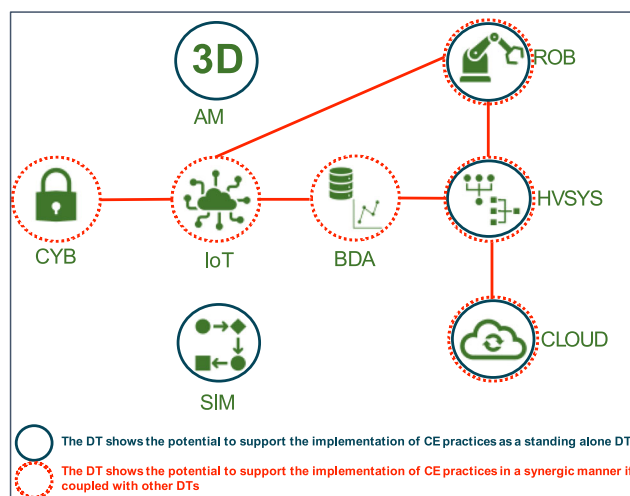 3D
AM
ROB
CYB
IoT
BDA
HVSYS
SIM
CLOUD
The DT shows the potential to support the implementation of CE practices as a standing alone DT
The DT shows the potential to support the implementation of CE practices in a synergic manner if
coupled with other DTs